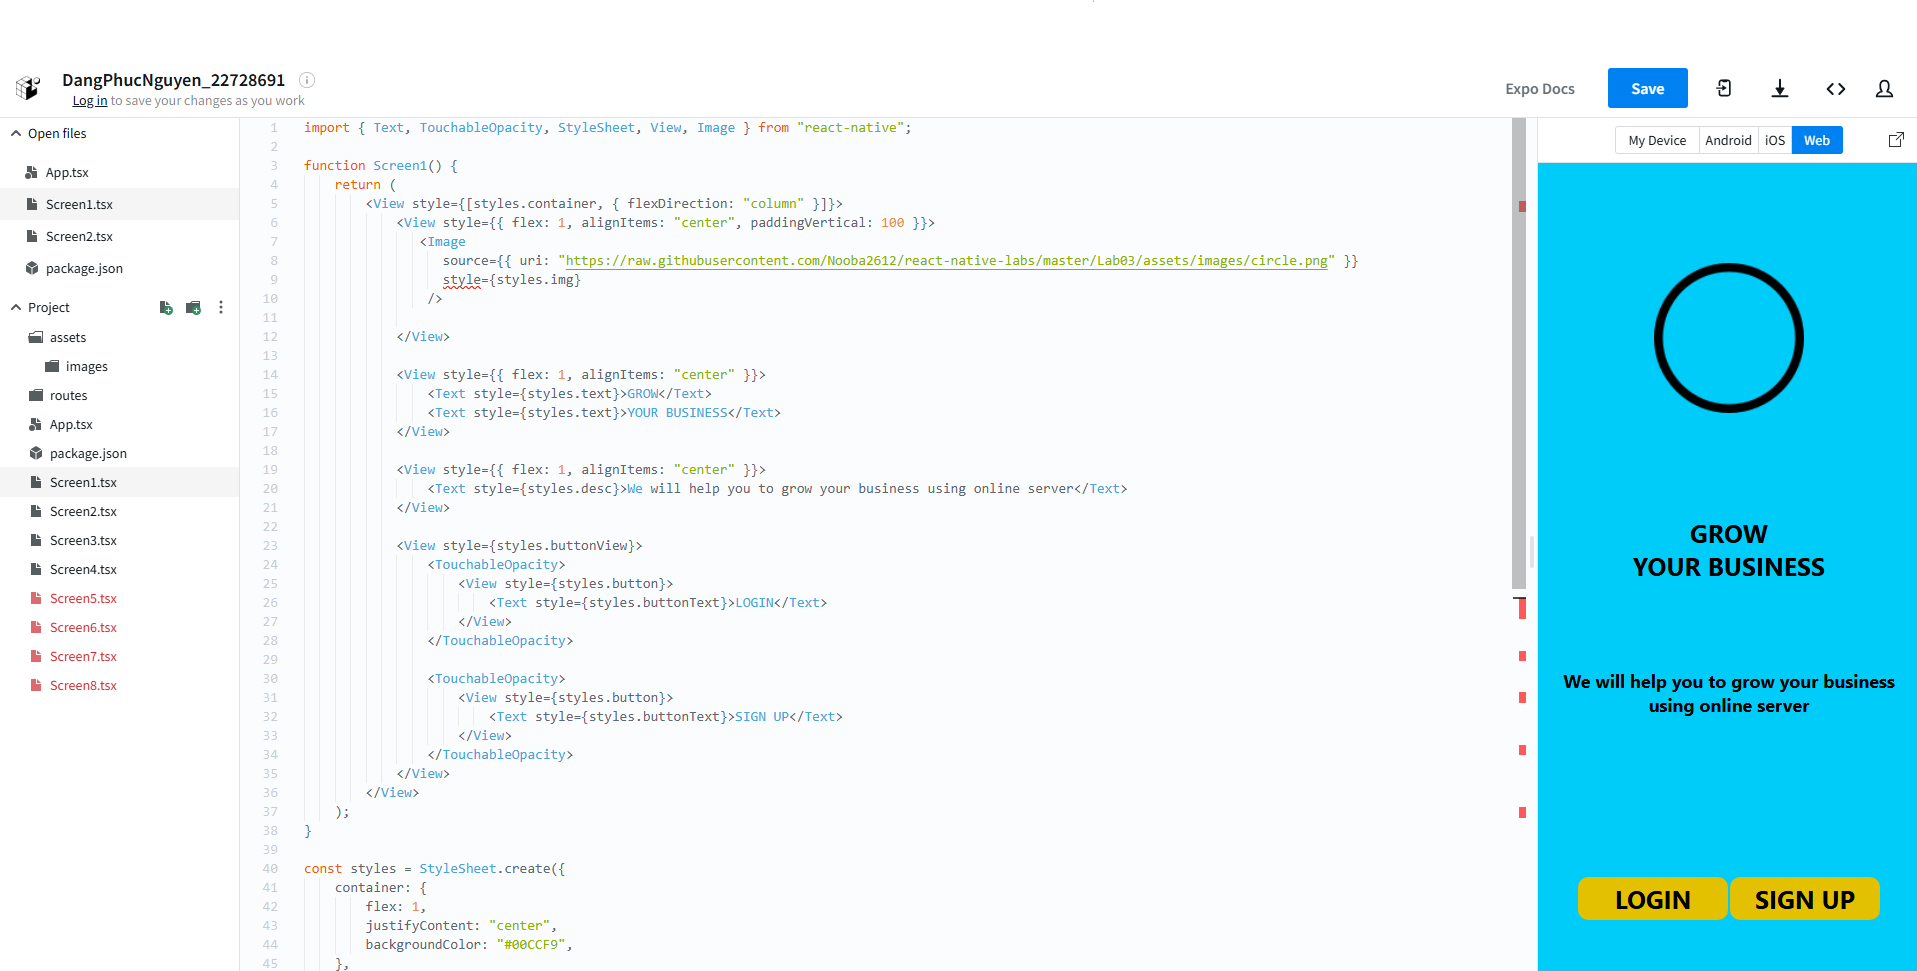 DangPhucNguyen_22728691
Log in to save your changes as you work
Expo Docs
Save
Open files
App.tsx
Screen1.tsx
Screen2.tsx
package.json
Project
assets
images
routes
App.tsx
package.json
Screen1.tsx
Screen2.tsx
Screen3.tsx
Screen4.tsx
Screen5.tsx
Screen6.tsx
Screen7.tsx
Screen8.tsx
1 import { Text, TouchableOpacity, StyleSheet, View, Image } from "react-native";
2
3 function Screen1() {
4 return (
5 <View style={[styles.container, { flexDirection: "column" }]}>
6 <View style={{ flex: 1, alignItems: "center", paddingVertical: 100 }}>
7 <Image
8 source={{ uri: "https://raw.githubusercontent.com/Nooba2612/react-native-labs/master/Lab03/assets/images/circle.png" }}
9 style={styles.img}
10 />
11
12 </View>
13
14 <View style={{ flex: 1, alignItems: "center" }}>
15 <Text style={styles.text}>GROW</Text>
16 <Text style={styles.text}>YOUR BUSINESS</Text>
17 </View>
18
19 <View style={{ flex: 1, alignItems: "center" }}>
20 <Text style={styles.desc}>We will help you to grow your business using online server</Text>
21 </View>
22
23 <View style={styles.buttonView}>
24 <TouchableOpacity>
25 <View style={styles.button}>
26 <Text style={styles.buttonText}>LOGIN</Text>
27 </View>
28 </TouchableOpacity>
29
30 <TouchableOpacity>
31 <View style={styles.button}>
32 <Text style={styles.buttonText}>SIGN UP</Text>
33 </View>
34 </TouchableOpacity>
35 </View>
36 </View>
37 );
38 }
39
40 const styles = StyleSheet.create({
41 container: {
42 flex: 1,
43 justifyContent: "center",
44 backgroundColor: "#00CCF9",
45 },
My Device
Android
iOS
Web
GROW
YOUR BUSINESS
We will help you to grow your business
using online server
LOGIN
SIGN UP